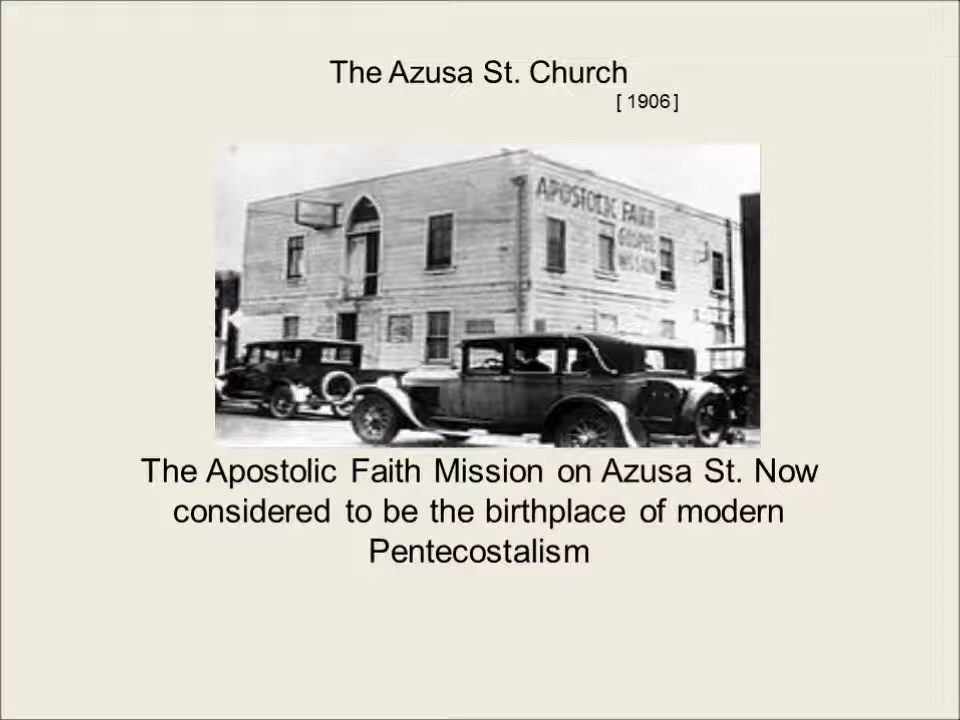 The Azusa St. Church
[ 1906 ]
APOSTOLIC FAITH
GOSPEL
MISSION
The Apostolic Faith Mission on Azusa St. Now
considered to be the birthplace of modern
Pentecostalism